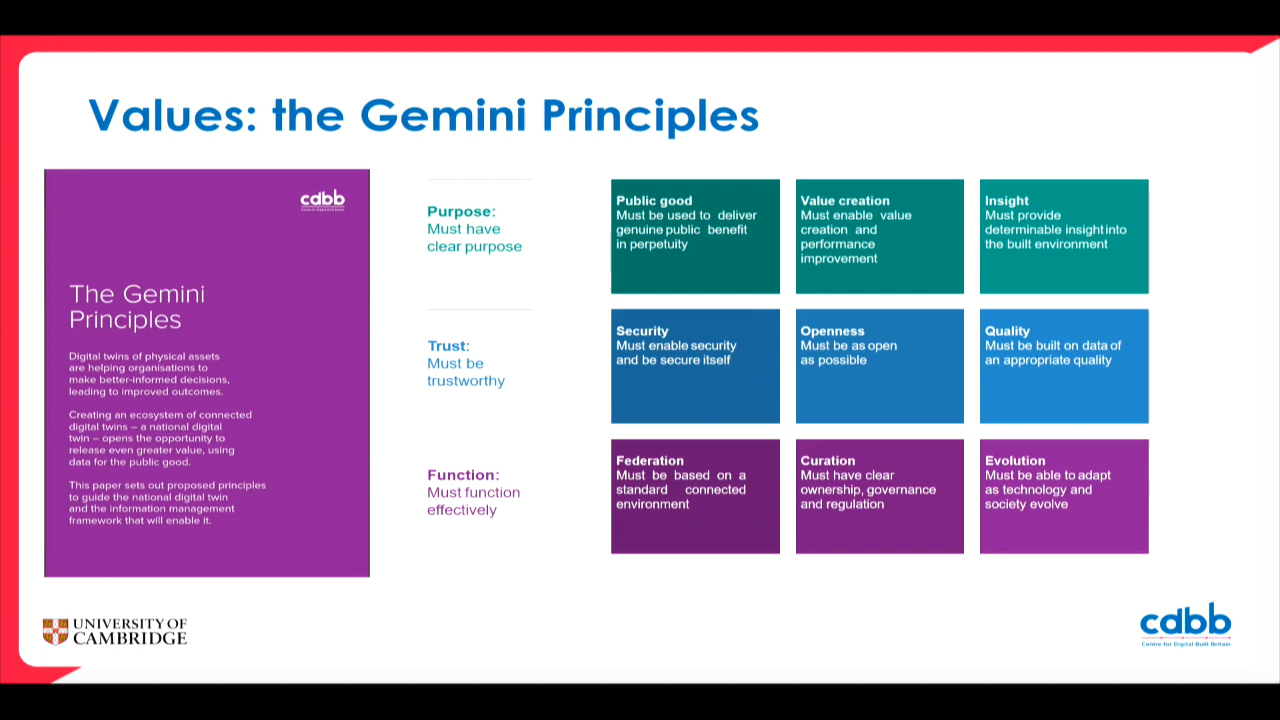 Values: the Gemini Principles
cdbb
The Gemini
Principles
Digital twins of physical assets
are helping organisations to
make better-informed decisions,
leading to improved outcomes.
Creating an ecosystem of connected
digital twins – a national digital
twin – opens the opportunity to
release even greater value, using
data for the public good.
This paper sets out proposed principles
to guide the national digital twin
and the information management
framework that will enable it.
Purpose:
Must have
clear purpose
Public good
Must be used to deliver
genuine public benefit
in perpetuity
Value creation
Must enable value
creation and
performance
improvement
Insight
Must provide
determinable insight into
the built environment
Trust:
Must be
trustworthy
Security
Must enable security
and be secure itself
Openness
Must be as open
as possible
Quality
Must be built on data of
an appropriate quality
Function:
Must function
effectively
Federation
Must be based on a
standard connected
environment
Curation
Must have clear
ownership, governance
and regulation
Evolution
Must be able to adapt
as technology and
society evolve
UNIVERSITY OF
CAMBRIDGE
cdbb
Centre for Digital Built Britain